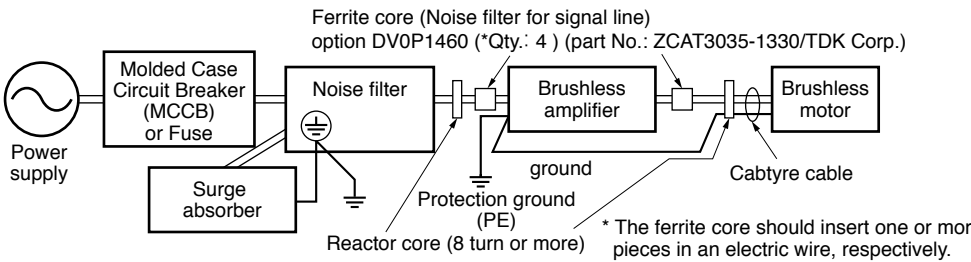 Ferrite core (Noise filter for signal line)
option DV0P1460 (*Qty.: 4 ) (part No.: ZCAT3035-1330/TDK Corp.)
Power
supply
Molded Case
Circuit Breaker
(MCCB)
or Fuse
Noise filter
Surge
absorber
Brushless
amplifier
Brushless
motor
ground
Cabtyre cable
Protection ground
(PE)
Reactor core (8 turn or more)
* The ferrite core should insert one or mor
pieces in an electric wire, respectively.